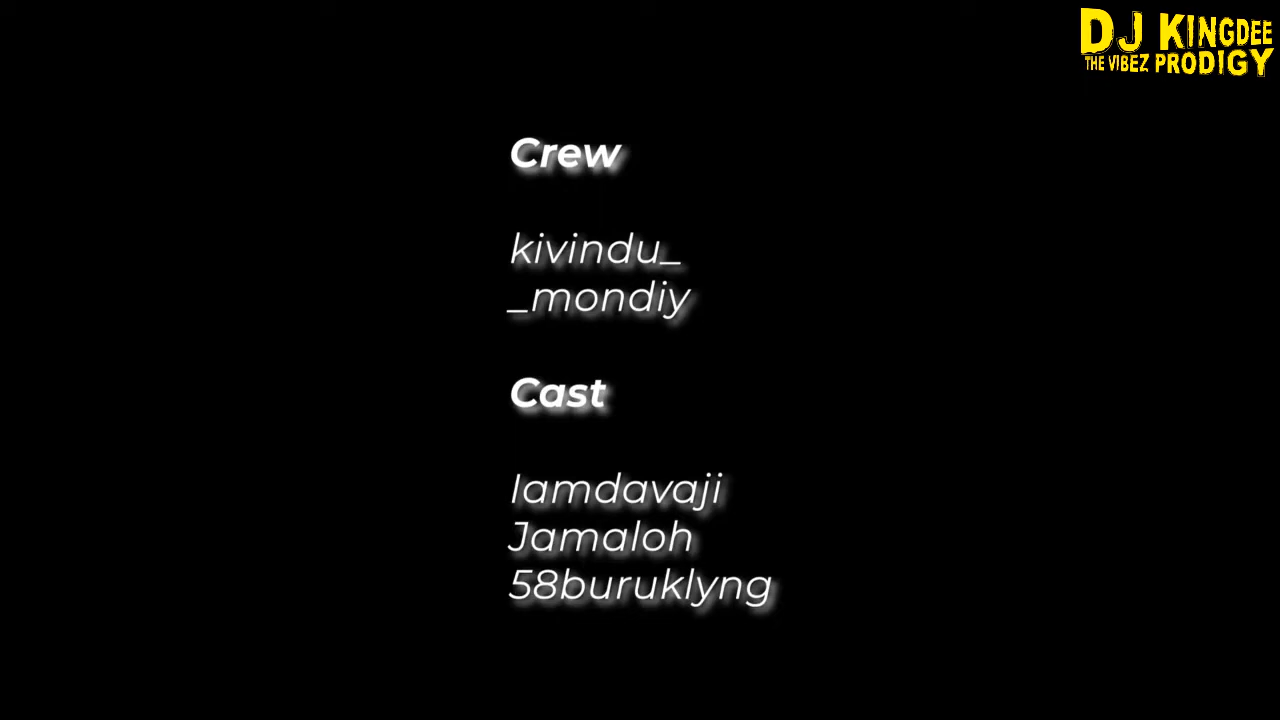 DJ KINGDEE
THE VIBEZ PRODIGY
Crew
kivindu_
_mondiy
Cast
Iamdavaji
Jamaloh
58buruklyng